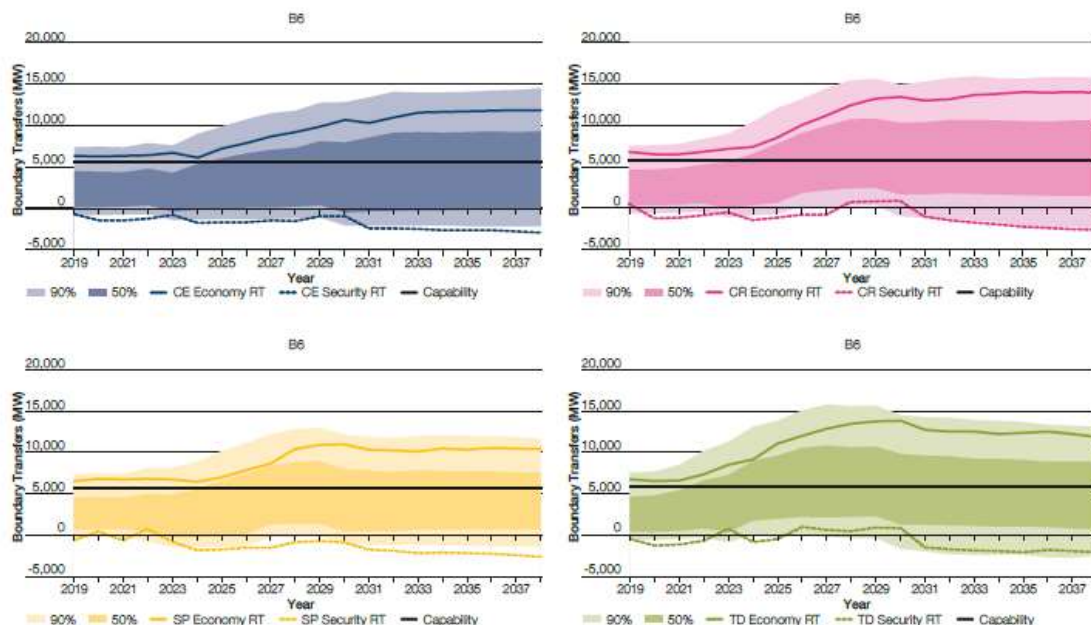 B6
20,000
15,000
10,000
5,000
0
-5,000
Boundary Transfers (MW)
2019 2021 2023 2025 2027 2029 2031 2033 2035 2037
Year
90% 50% CE Economy RT CE Security RT Capability
B6
20,000
15,000
10,000
5,000
0
-5,000
Boundary Transfers (MW)
2019 2021 2023 2025 2027 2029 2031 2033 2035 2037
Year
90% 50% CR Economy RT CR Security RT Capability
B6
20,000
15,000
10,000
5,000
0
-5,000
Boundary Transfers (MW)
2019 2021 2023 2025 2027 2029 2031 2033 2035 2037
Year
90% 50% SP Economy RT SP Security RT Capability
B6
20,000
15,000
10,000
5,000
0
-5,000
Boundary Transfers (MW)
2019 2021 2023 2025 2027 2029 2031 2033 2035 2037
Year
90% 50% TD Economy RT TD Security RT Capability